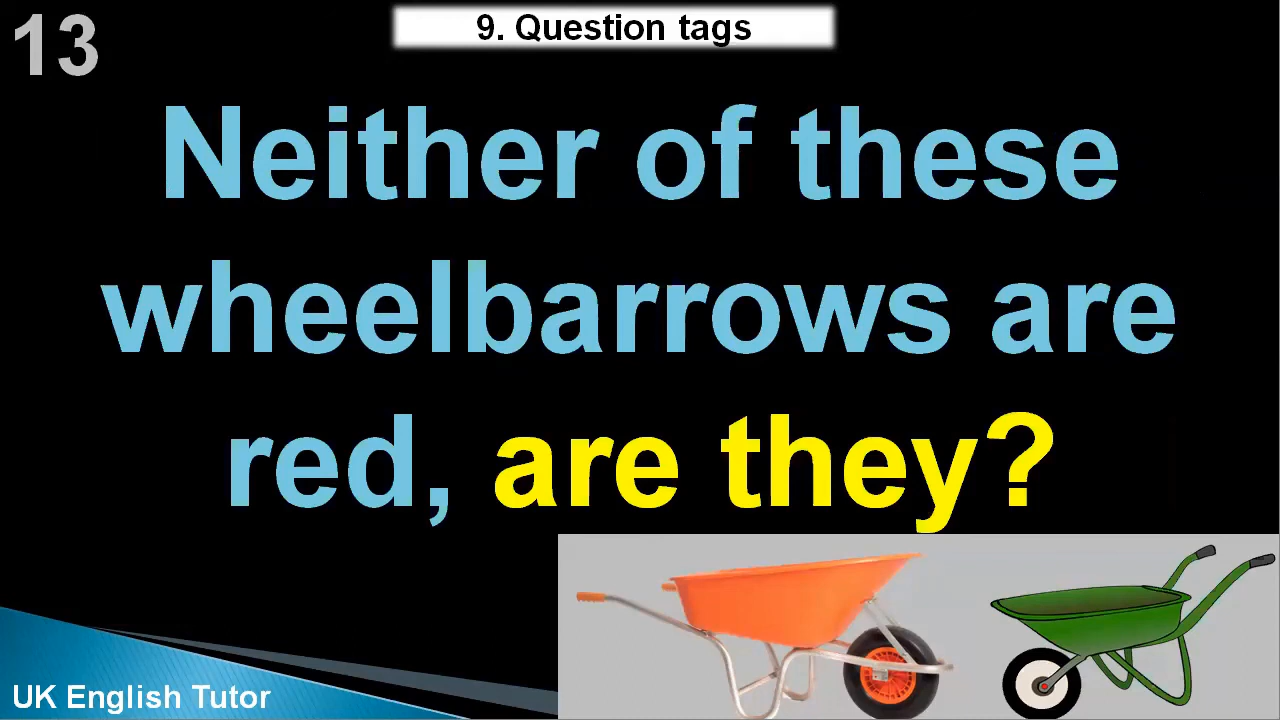 13
9. Question tags
Neither of these
wheelbarrows are
red, are they?
UK English Tutor